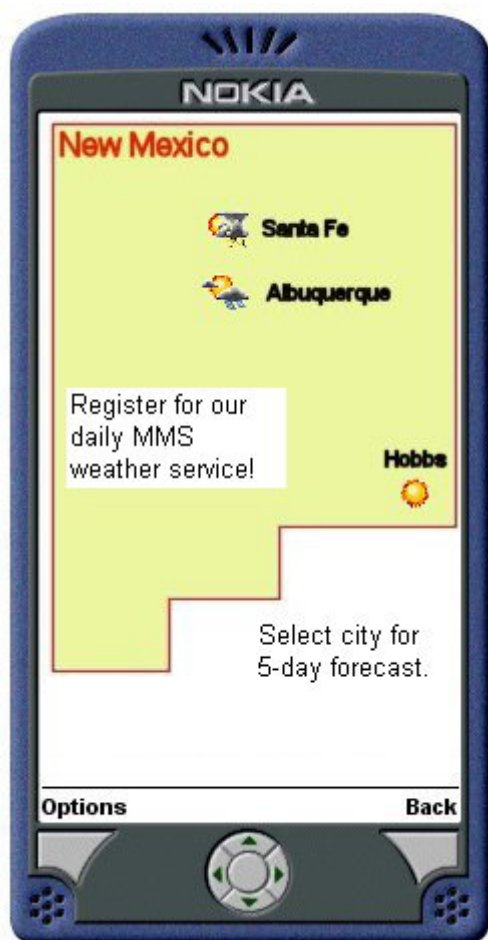 NOKIA
New Mexico
Santa Fe
Albuquerque
Register for our
daily MMS
weather service!
Hobbs
Select city for
5-day forecast.
Options Back